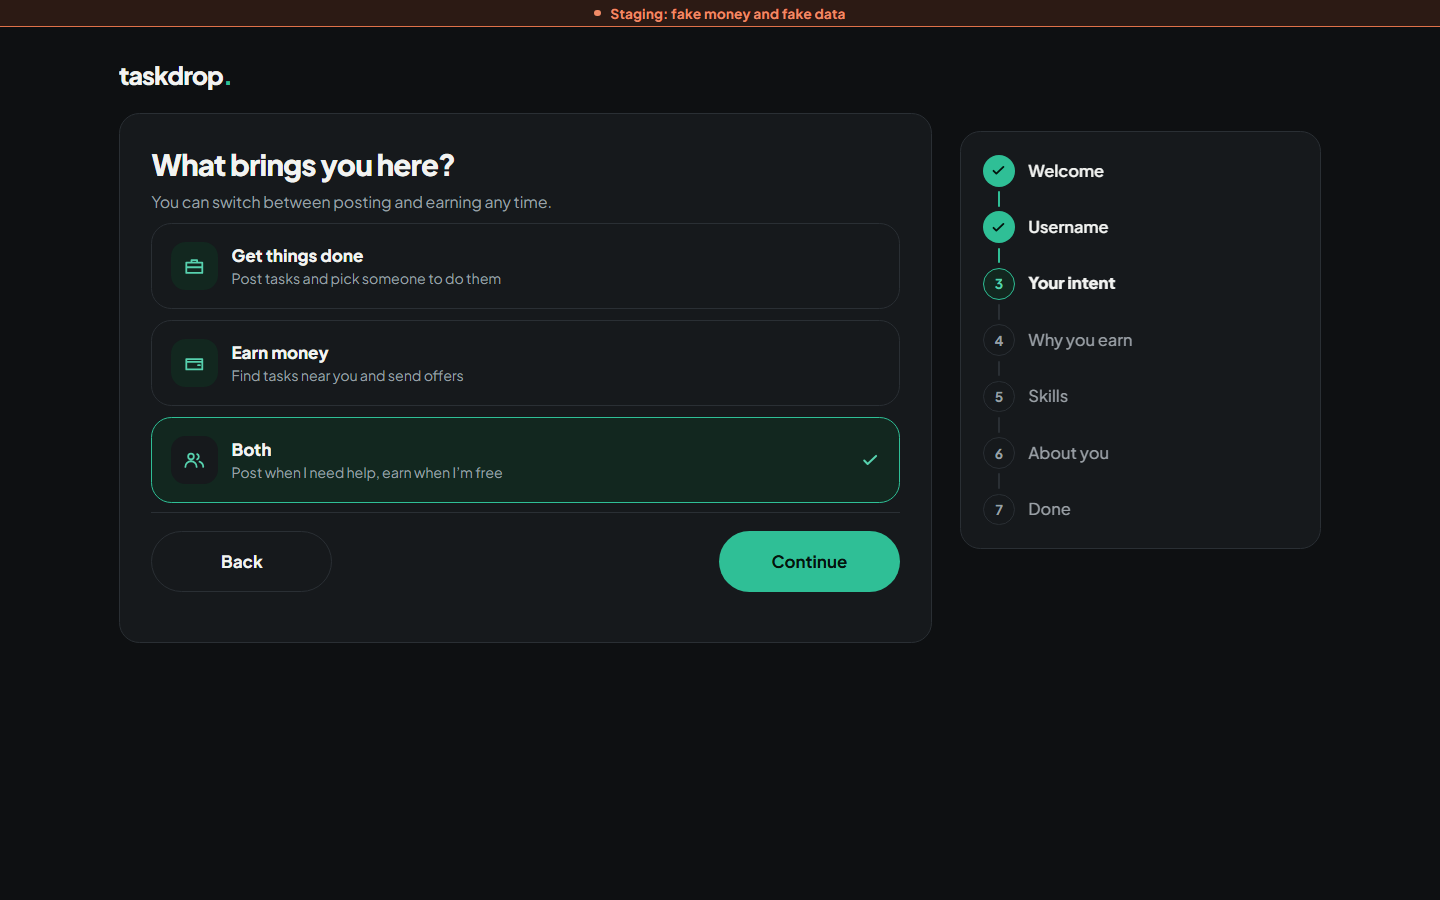 Staging: fake money and fake data
taskdrop.
What brings you here?
You can switch between posting and earning any time.
Get things done
Post tasks and pick someone to do them
Earn money
Find tasks near you and send offers
Both
Post when I need help, earn when I'm free
Back
Continue
Welcome
Username
3 Your intent
4 Why you earn
5 Skills
6 About you
7 Done